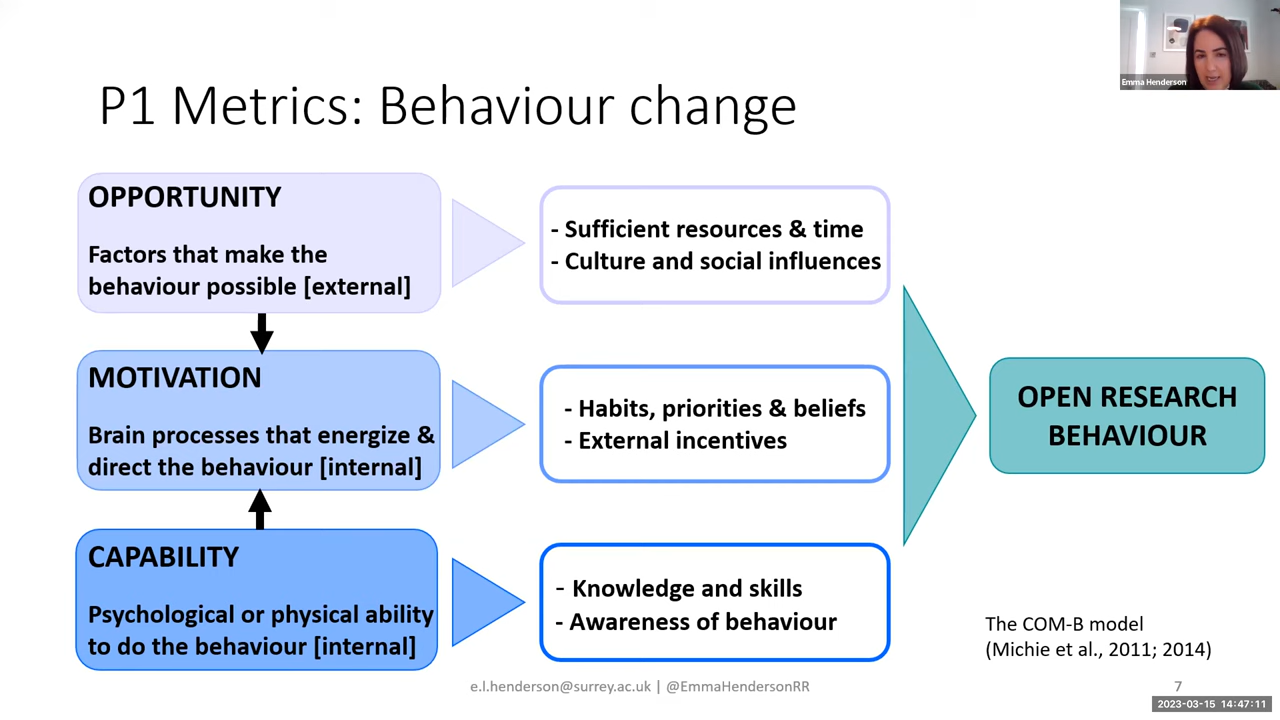 Emma Henderson
P1 Metrics: Behaviour change
OPPORTUNITY
Factors that make the
behaviour possible [external]
- Sufficient resources & time
- Culture and social influences
MOTIVATION
Brain processes that energize &
direct the behaviour [internal]
- Habits, priorities & beliefs
- External incentives
CAPABILITY
Psychological or physical ability
to do the behaviour [internal]
- Knowledge and skills
- Awareness of behaviour
OPEN RESEARCH
BEHAVIOUR
The COM-B model
(Michie et al., 2011; 2014)
e.l.henderson@surrey.ac.uk | @EmmaHendersonRR
7
2023-03-15 14:47:11